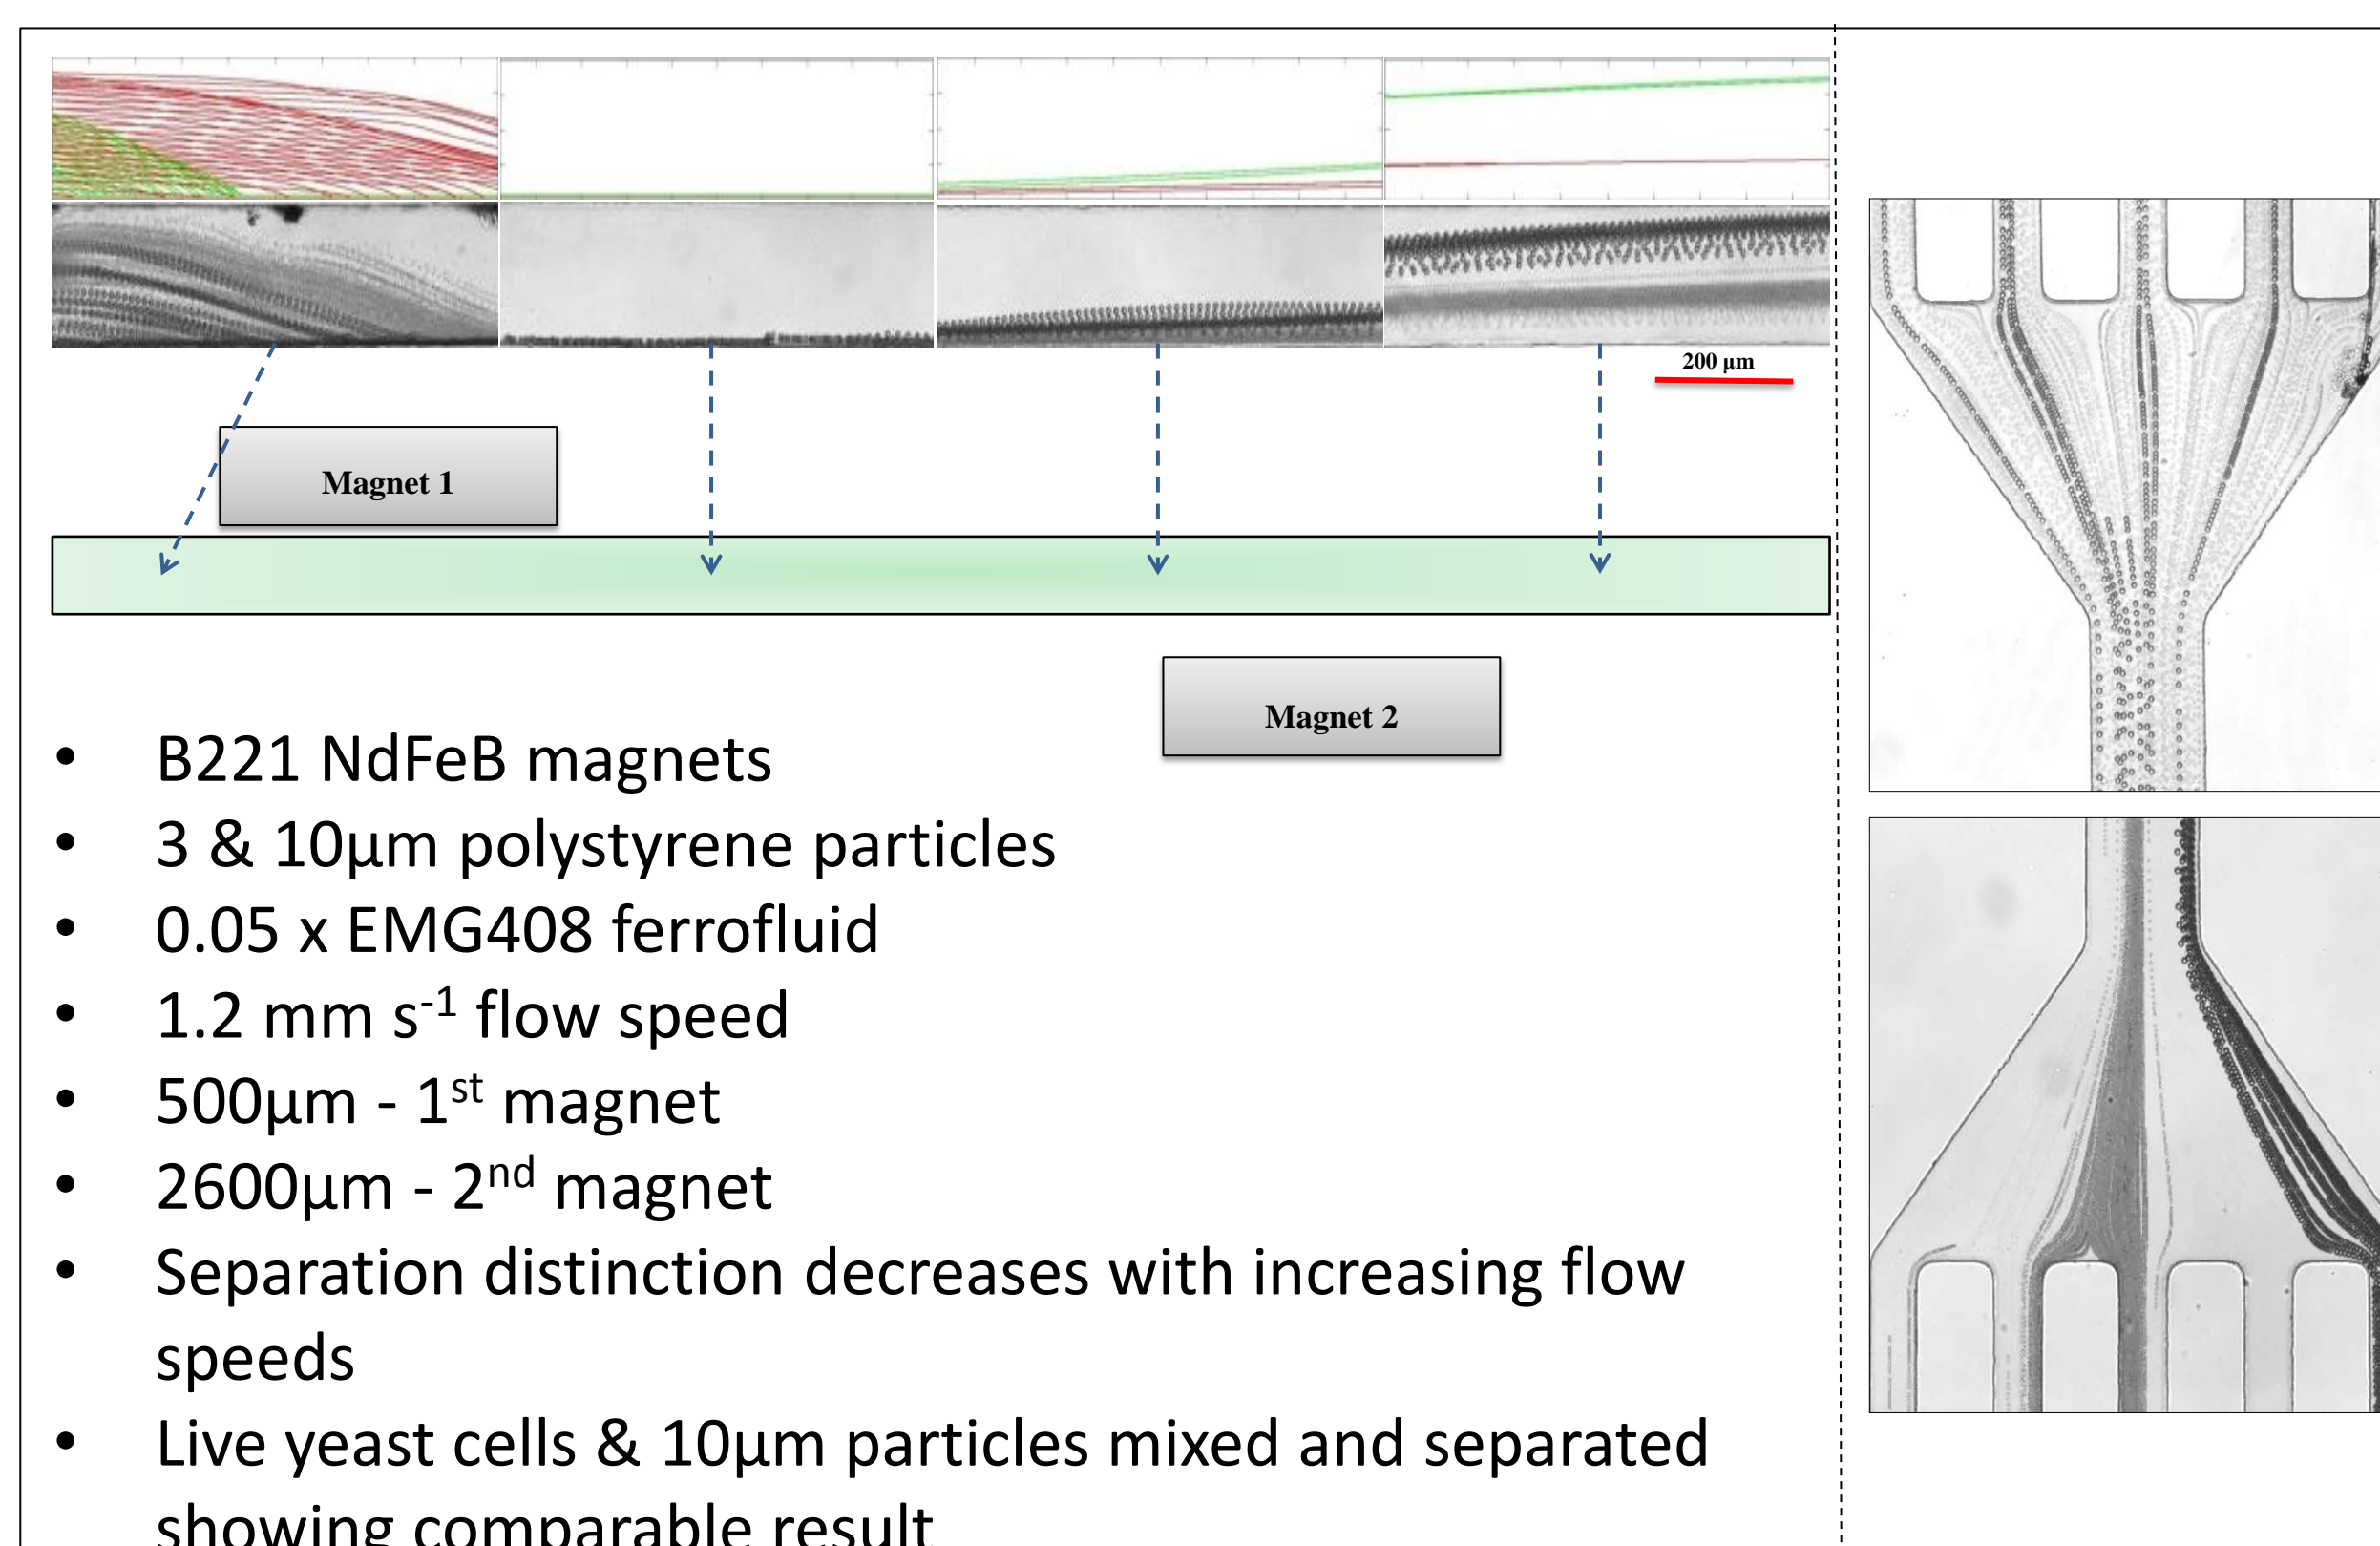 200 µm
Magnet 1
Magnet 2
• B221 NdFeB magnets
• 3 & 10µm polystyrene particles
• 0.05 x EMG408 ferrofluid
• 1.2 mm s⁻¹ flow speed
• 500µm - 1ˢᵗ magnet
• 2600µm - 2ⁿᵈ magnet
• Separation distinction decreases with increasing flow
speeds
• Live yeast cells & 10µm particles mixed and separated
showing comparable result